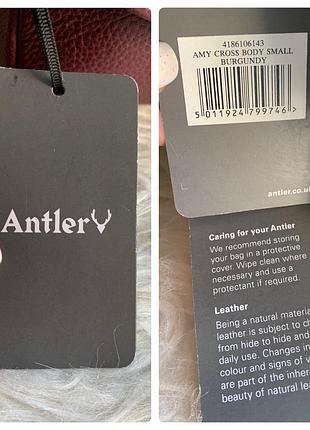 Antler
4186106143
AMY CROSS BODY SMALL
BURGUNDY
5 011924 799746 >
antler.co.uk
Caring for your Antler
We recommend storing
your bag in a protective
cover. Wipe clean where
necessary and use a
protectant if required.
Leather
Being a natural material
leather is subject to
from hide to hide and
daily use. Changes in
colour and signs of
are part of the
beauty of natural